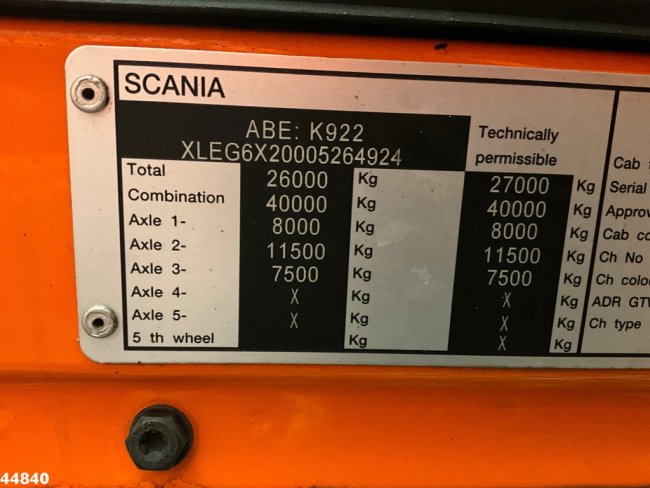 SCANIA
ABE: K922
XLEG6X20005264924
Technically
permissible
Total 26000 Kg 27000 Kg
Combination 40000 Kg 40000 Kg
Axle 1- 8000 Kg 8000 Kg
Axle 2- 11500 Kg 11500 Kg
Axle 3- 7500 Kg 7500 Kg
Axle 4- X Kg X Kg
Axle 5- X Kg X Kg
5 th wheel Kg X Kg
Cab
Serial
Approv
Cab co
Ch No
Ch colou
ADR GTW
Ch type
44840